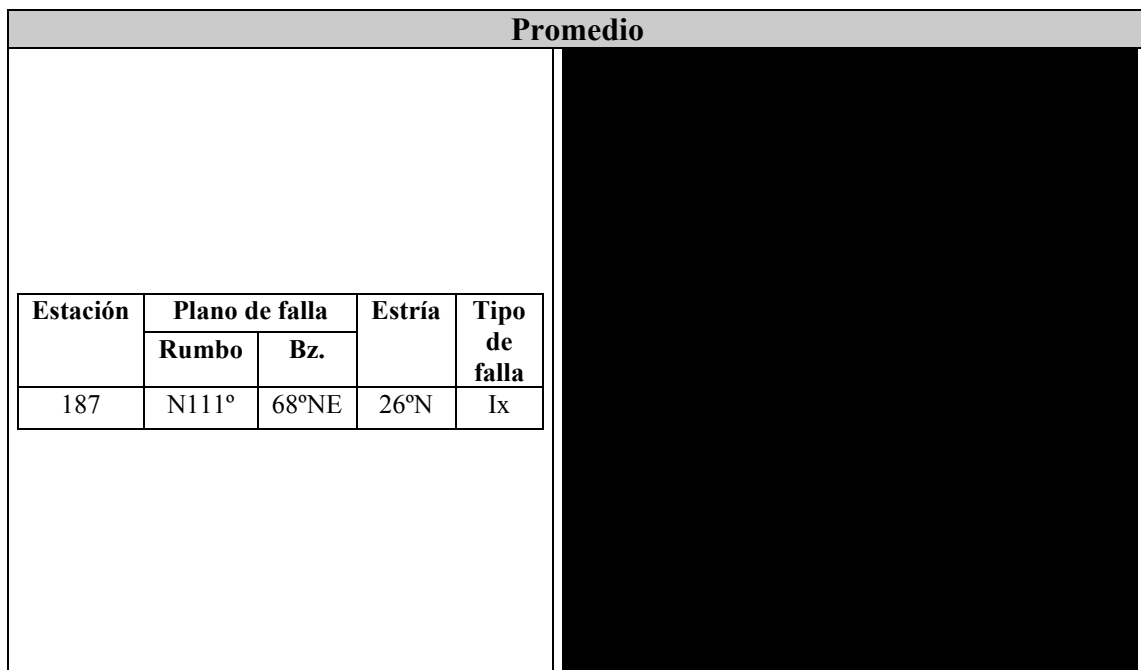 Promedio
Estación Plano de falla Estría Tipo de falla
Rumbo Bz.
187 N111º 68ºNE 26ºN Ix